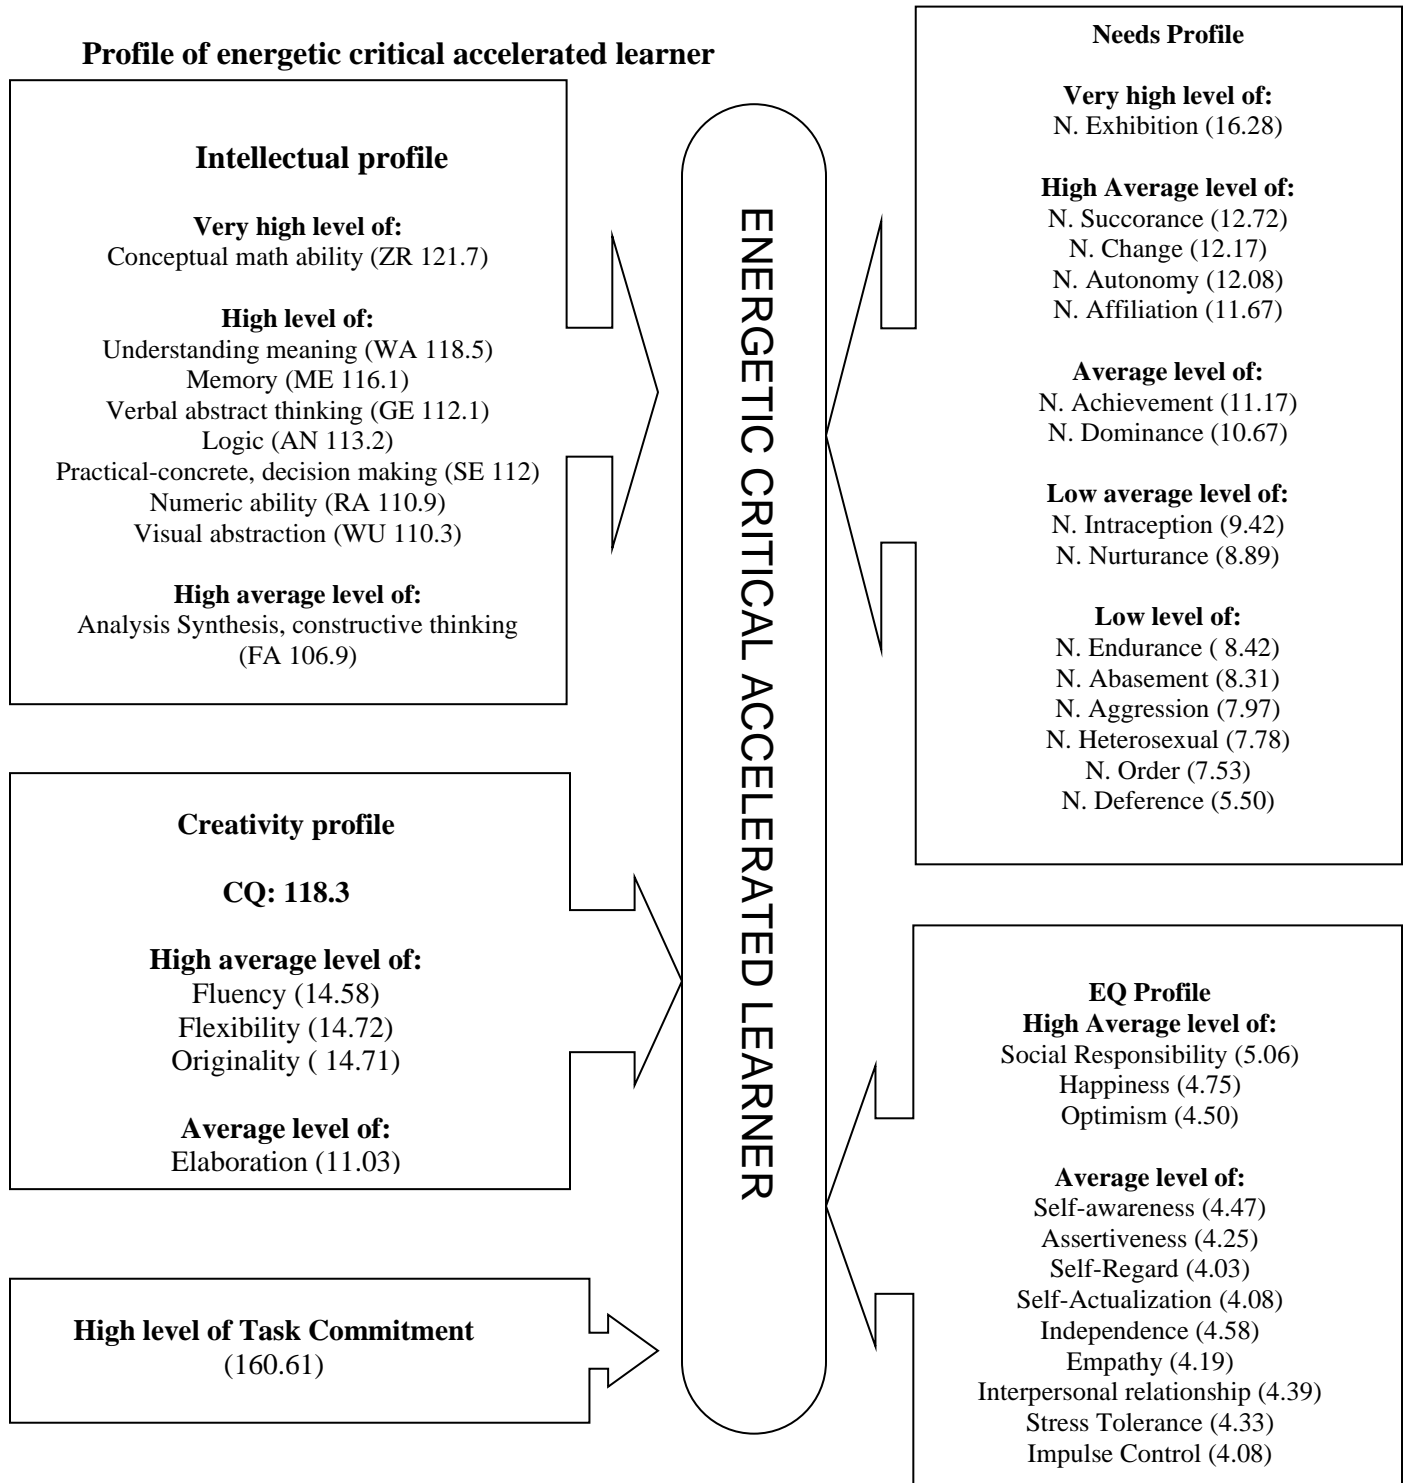 Profile of energetic critical accelerated learner
Intellectual profile
Very high level of:
Conceptual math ability (ZR 121.7)
High level of:
Understanding meaning (WA 118.5)
Memory (ME 116.1)
Verbal abstract thinking (GE 112.1)
Logic (AN 113.2)
Practical-concrete, decision making (SE 112)
Numeric ability (RA 110.9)
Visual abstraction (WU 110.3)
High average level of:
Analysis Synthesis, constructive thinking
(FA 106.9)
Creativity profile
CQ: 118.3
High average level of:
Fluency (14.58)
Flexibility (14.72)
Originality ( 14.71)
Average level of:
Elaboration (11.03)
High level of Task Commitment
(160.61)
ENERGETIC CRITICAL ACCELERATED LEARNER
Needs Profile
Very high level of:
N. Exhibition (16.28)
High Average level of:
N. Succorance (12.72)
N. Change (12.17)
N. Autonomy (12.08)
N. Affiliation (11.67)
Average level of:
N. Achievement (11.17)
N. Dominance (10.67)
Low average level of:
N. Intraception (9.42)
N. Nurturance (8.89)
Low level of:
N. Endurance ( 8.42)
N. Abasement (8.31)
N. Aggression (7.97)
N. Heterosexual (7.78)
N. Order (7.53)
N. Deference (5.50)
EQ Profile
High Average level of:
Social Responsibility (5.06)
Happiness (4.75)
Optimism (4.50)
Average level of:
Self-awareness (4.47)
Assertiveness (4.25)
Self-Regard (4.03)
Self-Actualization (4.08)
Independence (4.58)
Empathy (4.19)
Interpersonal relationship (4.39)
Stress Tolerance (4.33)
Impulse Control (4.08)